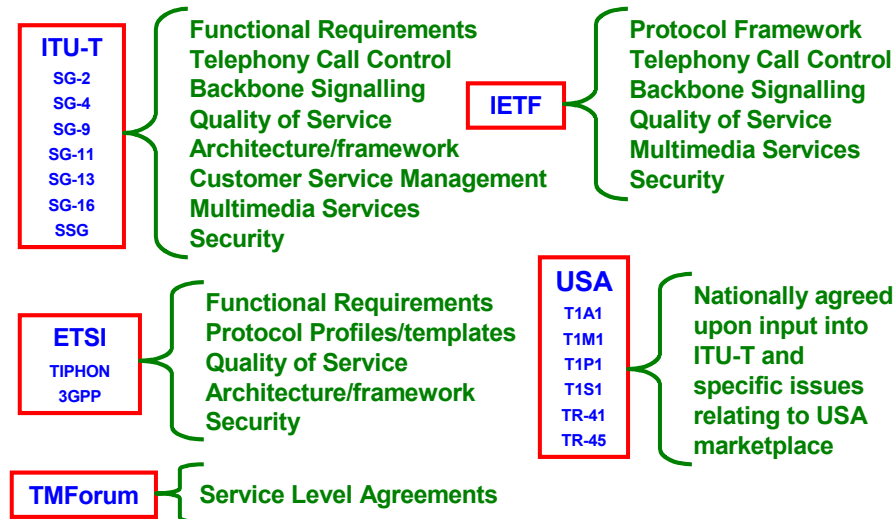 ITU-T
SG-2
SG-4
SG-9
SG-11
SG-13
SG-16
SSG
Functional Requirements
Telephony Call Control
Backbone Signalling
Quality of Service
Architecture/framework
Customer Service Management
Multimedia Services
Security
IETF
Protocol Framework
Telephony Call Control
Backbone Signalling
Quality of Service
Multimedia Services
Security
ETSI
TIPHON
3GPP
Functional Requirements
Protocol Profiles/templates
Quality of Service
Architecture/framework
Security
USA
T1A1
T1M1
T1P1
T1S1
TR-41
TR-45
Nationally agreed
upon input into
ITU-T and
specific issues
relating to USA
marketplace
TMForum
Service Level Agreements